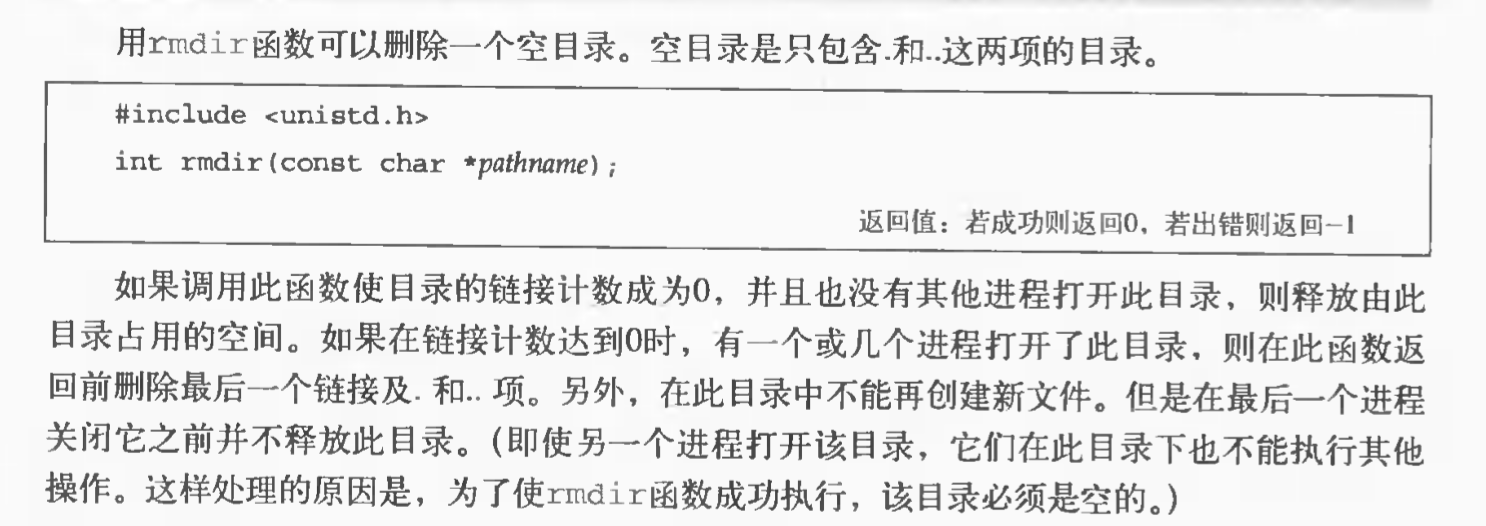 用rmdir函数可以删除一个空目录。空目录是只包含.和..这两项的目录。
#include <unistd.h>
int rmdir(const char *pathname);
返回值：若成功则返回0，若出错则返回-1
如果调用此函数使目录的链接计数成为0，并且也没有其他进程打开此目录，则释放由此
目录占用的空间。如果在链接计数达到0时，有一个或几个进程打开了此目录，则在此函数返
回前删除最后一个链接及. 和.. 项。另外，在此目录中不能再创建新文件。但是在最后一个进程
关闭它之前并不释放此目录。(即使另一个进程打开该目录，它们在此目录下也不能执行其他
操作。这样处理的原因是，为了使rmdir函数成功执行，该目录必须是空的。)